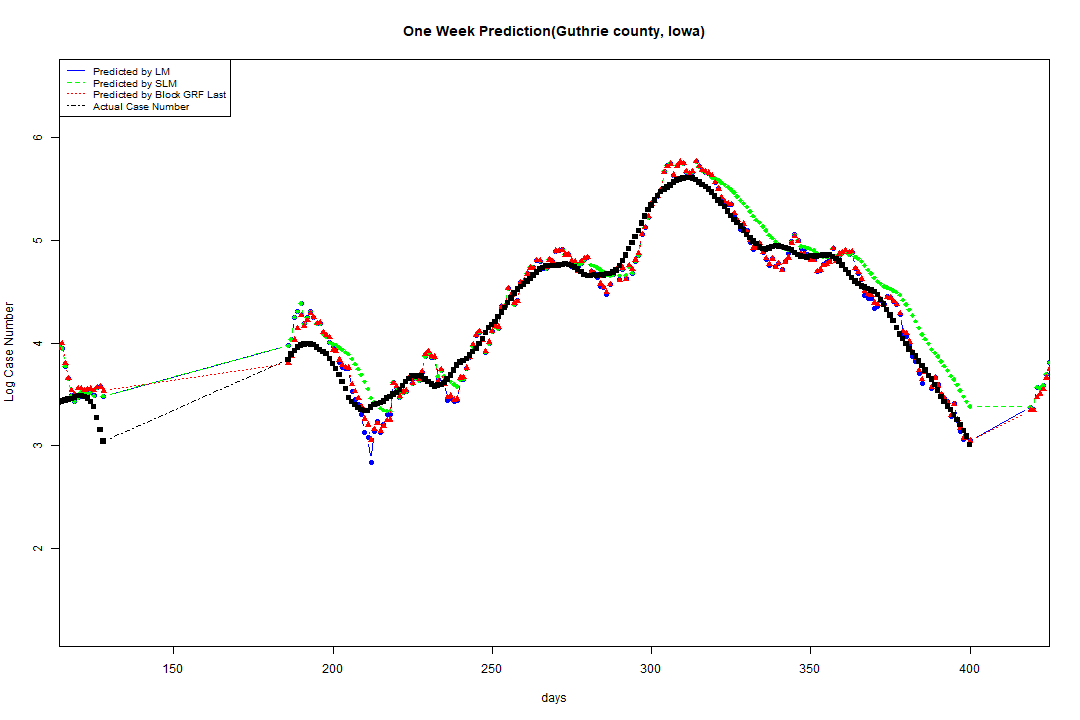 One Week Prediction(Guthrie county, Iowa)
Predicted by LM
Predicted by SLM
Predicted by Block GRF Last
Actual Case Number
6
5
4
3
2
Log Case Number
150 200 250 300 350 400
days